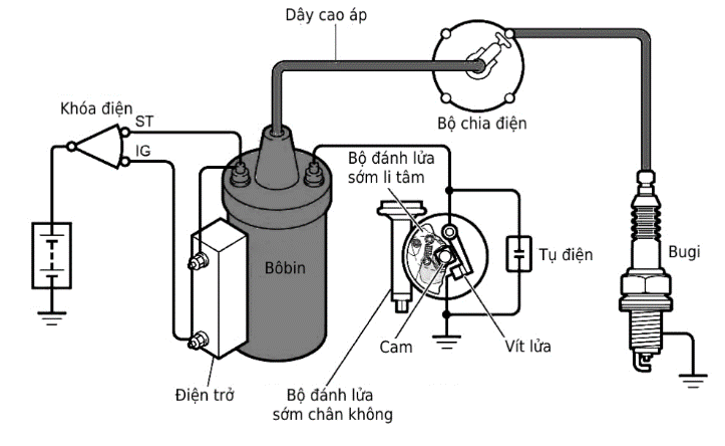 Dây cao áp
Khóa điện
ST
IG
Bộ chia điện
Bộ đánh lửa
sớm li tâm
Bôbin
Tụ điện
Bugi
Cam
Vít lửa
Điện trở
Bộ đánh lửa
sớm chân không